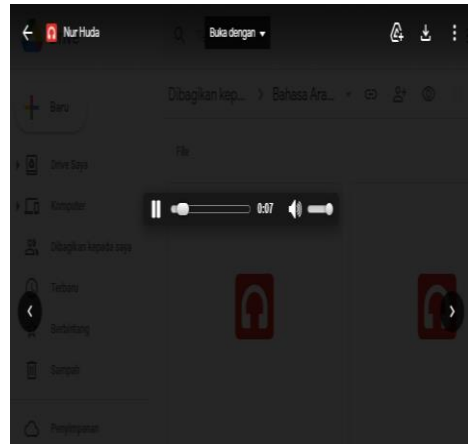 Nur Huda
Buka dengan
Baru
Dibagikan kep... > Bahasa Ara...
File
Drive Saya
Komputer
0:07
Dibagikan kepada saya
Terbaru
Berbintang
Sampah
Penyimpanan